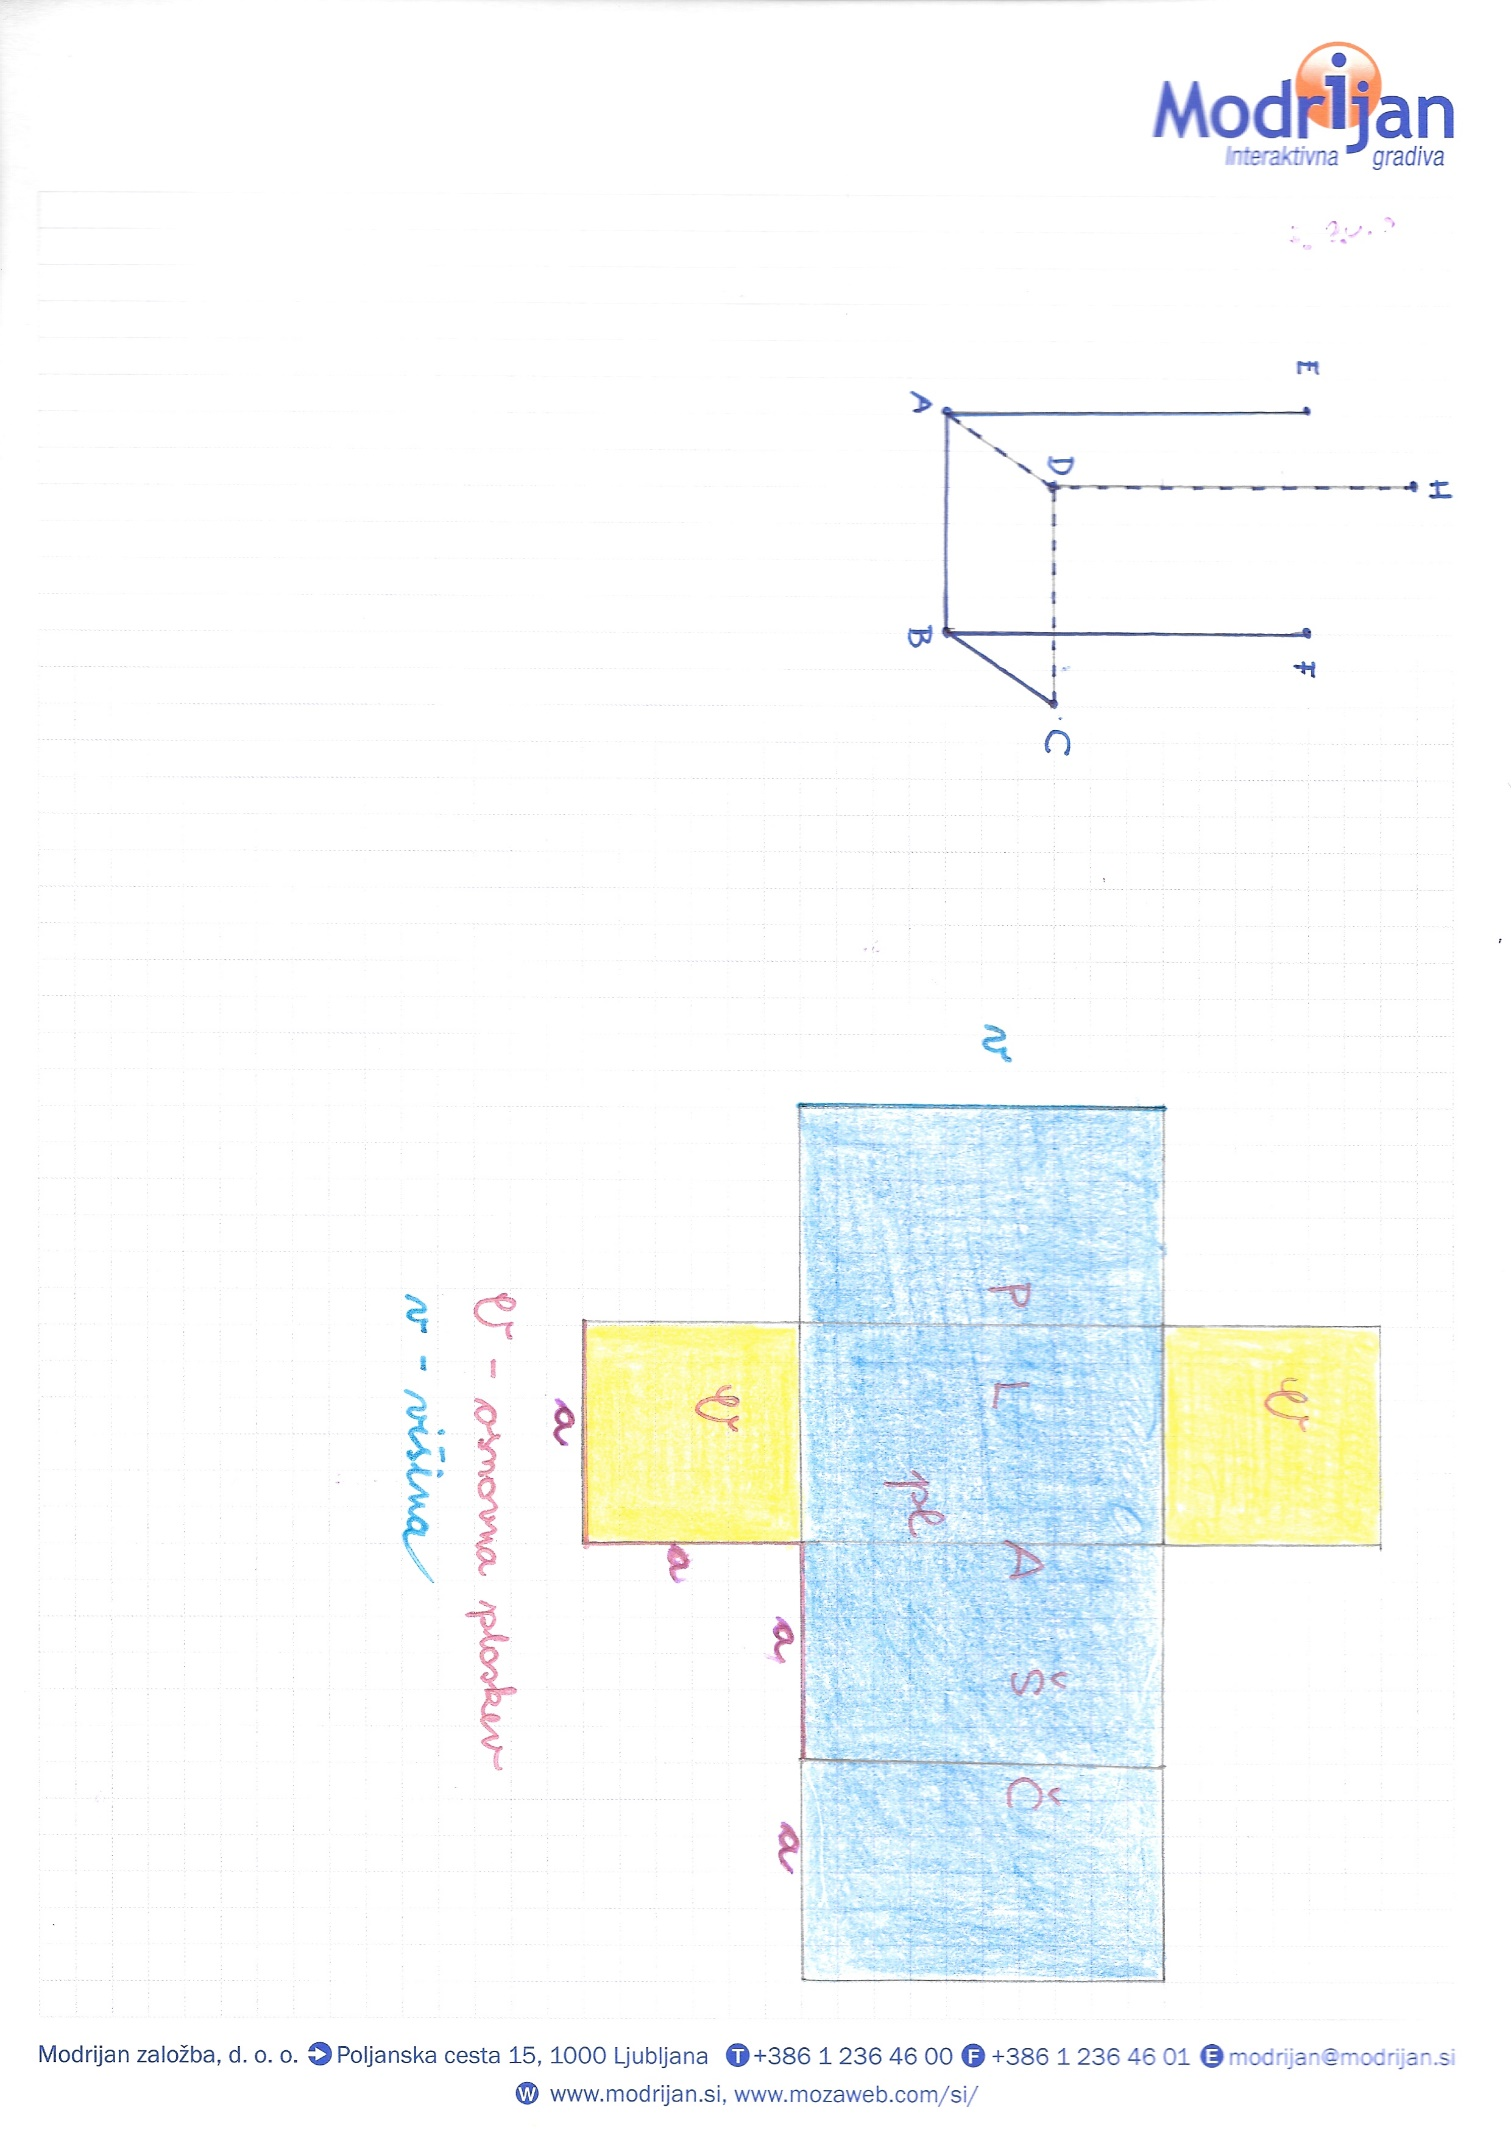 Modrijan
Interaktivna gradiva
E
H
A
D
B
F
C
v
P L A Š Č
pl
O
O
a
a
a
a
O - osnovna ploskev
v - višina
Modrijan založba, d. o. o. Poljanska cesta 15, 1000 Ljubljana T +386 1 236 46 00 F +386 1 236 46 01 E modrijan@modrijan.si
W www.modrijan.si, www.mozaweb.com/si/